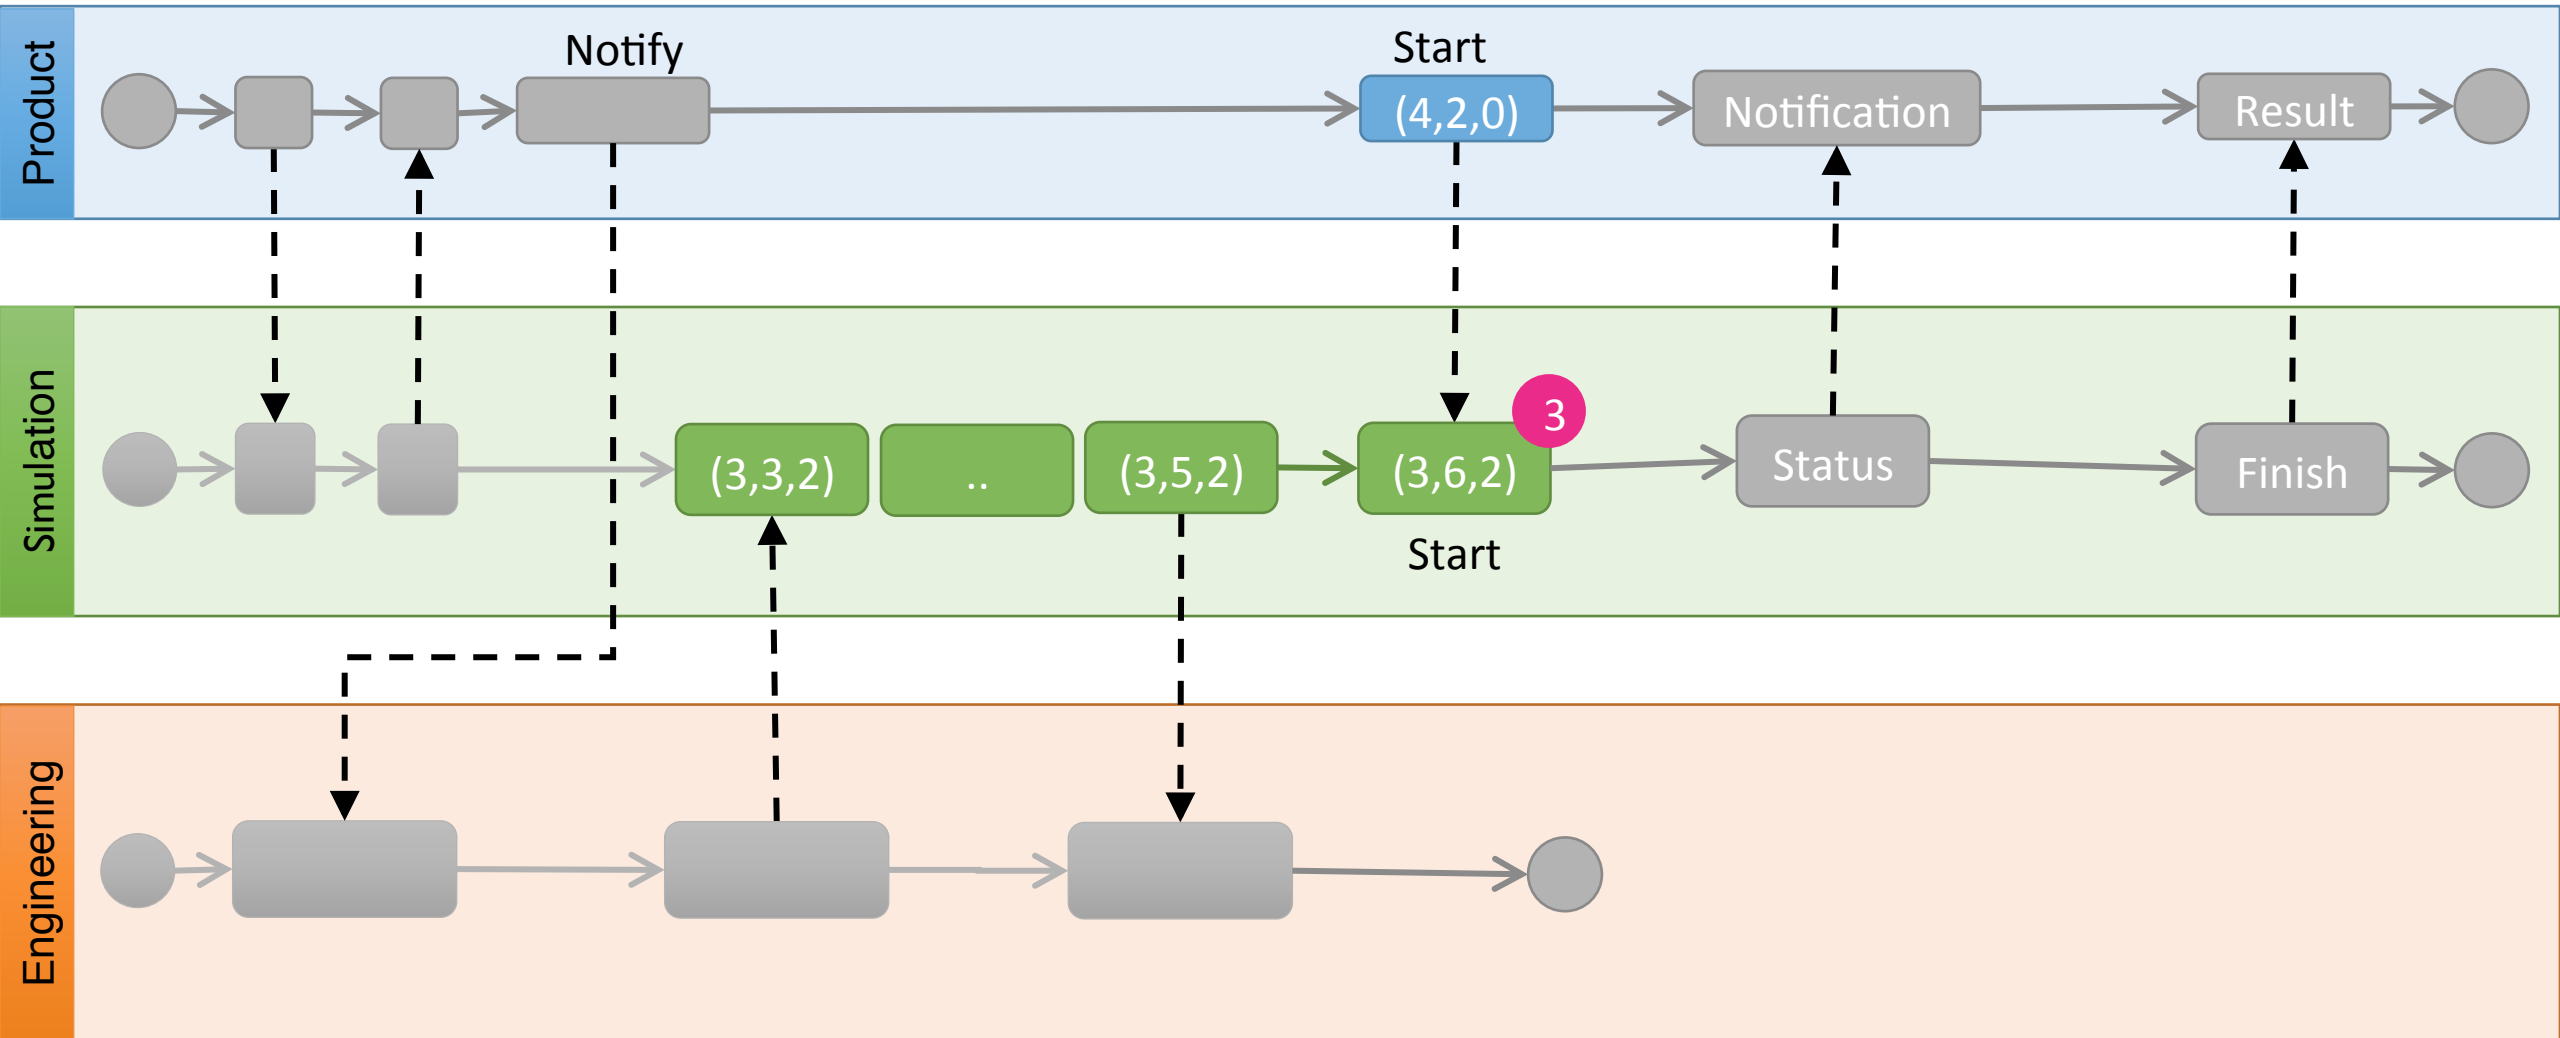 Product
Notify
Start
(4,2,0)
Notification
Result
Simulation
(3,3,2)
..
(3,5,2)
(3,6,2)
3
Start
Status
Finish
Engineering